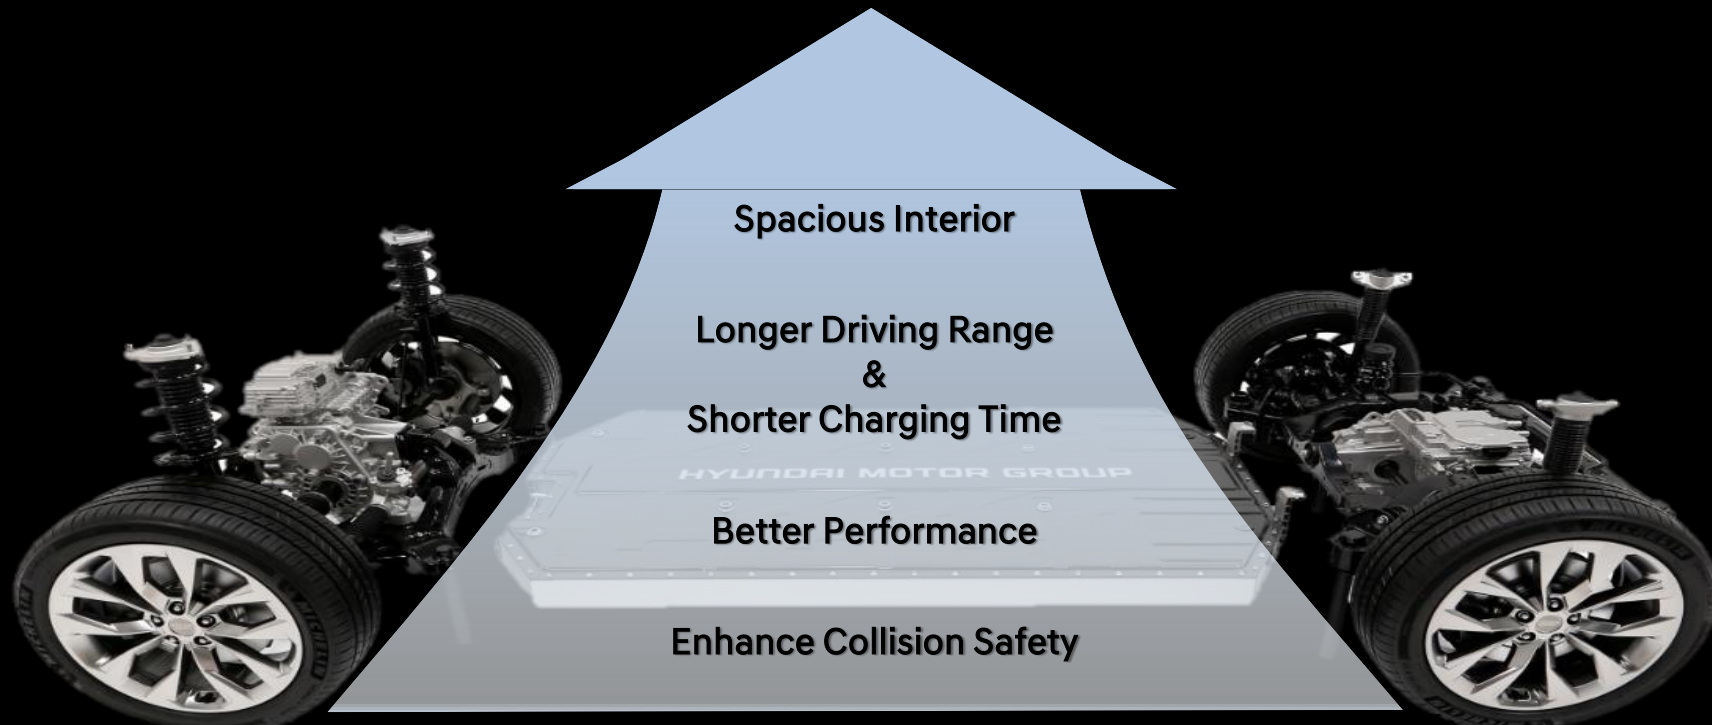 Spacious Interior
Longer Driving Range
&
Shorter Charging Time
HYUNDAI MOTOR GROUP
Better Performance
Enhance Collision Safety